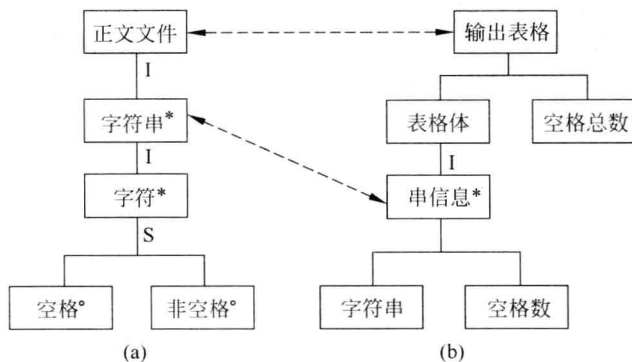 正文文件
输出表格
I
字符串*
表格体
空格总数
I
I
字符*
串信息*
S
空格°
非空格°
字符串
空格数
(a)
(b)